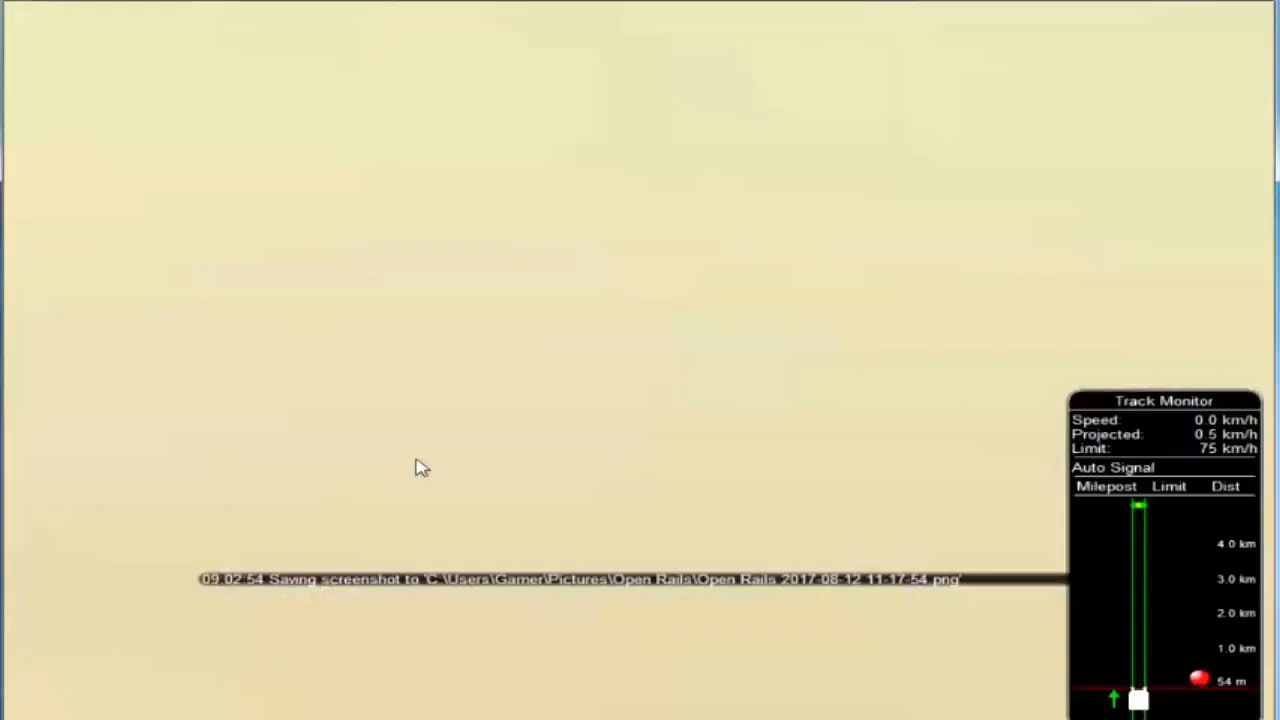 Track Monitor
Speed: 0.0 km/h
Projected: 0.5 km/h
Limit: 75 km/h
Auto Signal
Milepost Limit Dist
4.0 km
09:02:54 Saving screenshot to 'C:\Users\Gamer\Pictures\Open Rails\Open Rails 2017-08-12 11-17-54.png'
3.0 km
2.0 km
1.0 km
54 m